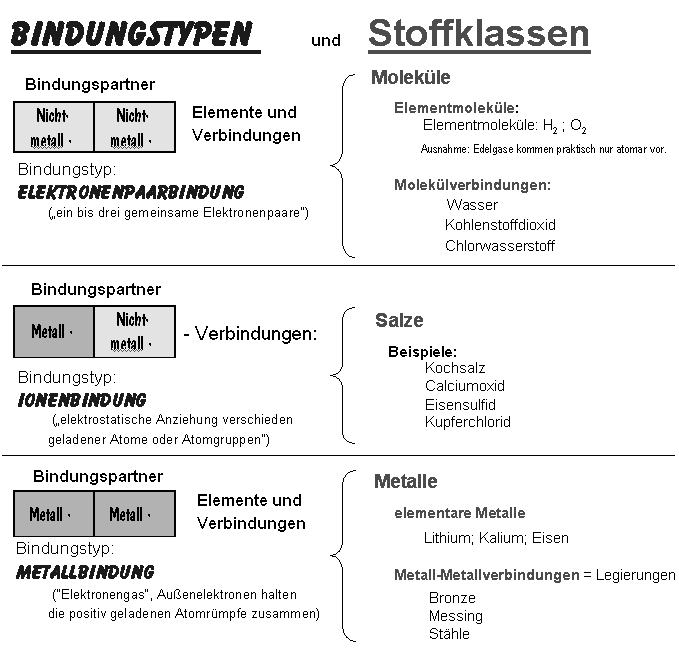 BINDUNGSTYPEN und Stoffklassen
Bindungspartner
Nicht-
metall -
Nicht-
metall -
Elemente und
Verbindungen
Bindungstyp:
ELEKTRONENPAARBINDUNG
(„ein bis drei gemeinsame Elektronenpaare")
Moleküle
Elementmoleküle:
Elementmoleküle: H2 ; O2
Ausnahme: Edelgase kommen praktisch nur atomar vor.
Molekülverbindungen:
Wasser
Kohlenstoffdioxid
Chlorwasserstoff
Bindungspartner
Metall -
Nicht-
metall -
- Verbindungen:
Bindungstyp:
IONENBINDUNG
(„elektrostatische Anziehung verschieden
geladener Atome oder Atomgruppen")
Salze
Beispiele:
Kochsalz
Calciumoxid
Eisensulfid
Kupferchlorid
Bindungspartner
Metall -
Metall -
Elemente und
Verbindungen
Bindungstyp:
METALLBINDUNG
("Elektronengas", Außenelektronen halten
die positiv geladenen Atomrümpfe zusammen)
Metalle
elementare Metalle
Lithium; Kalium; Eisen
Metall-Metallverbindungen = Legierungen
Bronze
Messing
Stähle